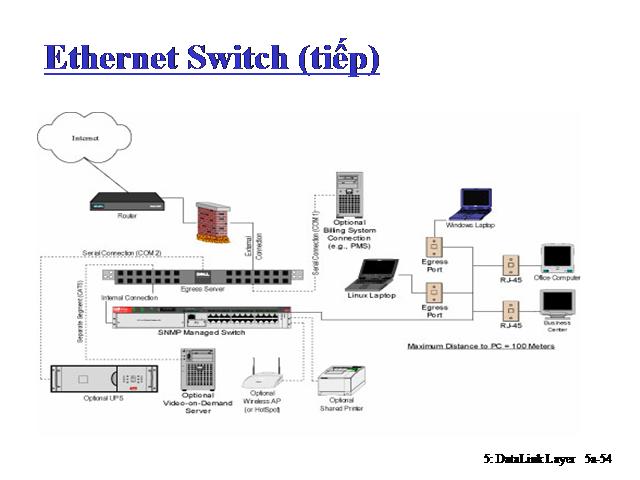 Ethernet Switch (tiếp)
Internet
Router
External
Connection
Serial Connection (COM 1)
Optional
Billing System
Connection
(e.g., PMS)
Windows Laptop
Egress
Port
RJ-45
Office Computer
Serial Connection (COM 2)
DELL
Egress Server
Internal Connection
Linux Laptop
Egress
Port
RJ-45
Business
Center
SNMP Managed Switch
Separate Segment (CAT5)
Maximum Distance to PC = 100 Meters
Optional UPS
Optional
Video-on-Demand
Server
Optional
Wireless AP
(or HotSpot)
Optional
Shared Printer
5: DataLink Layer 5a-54